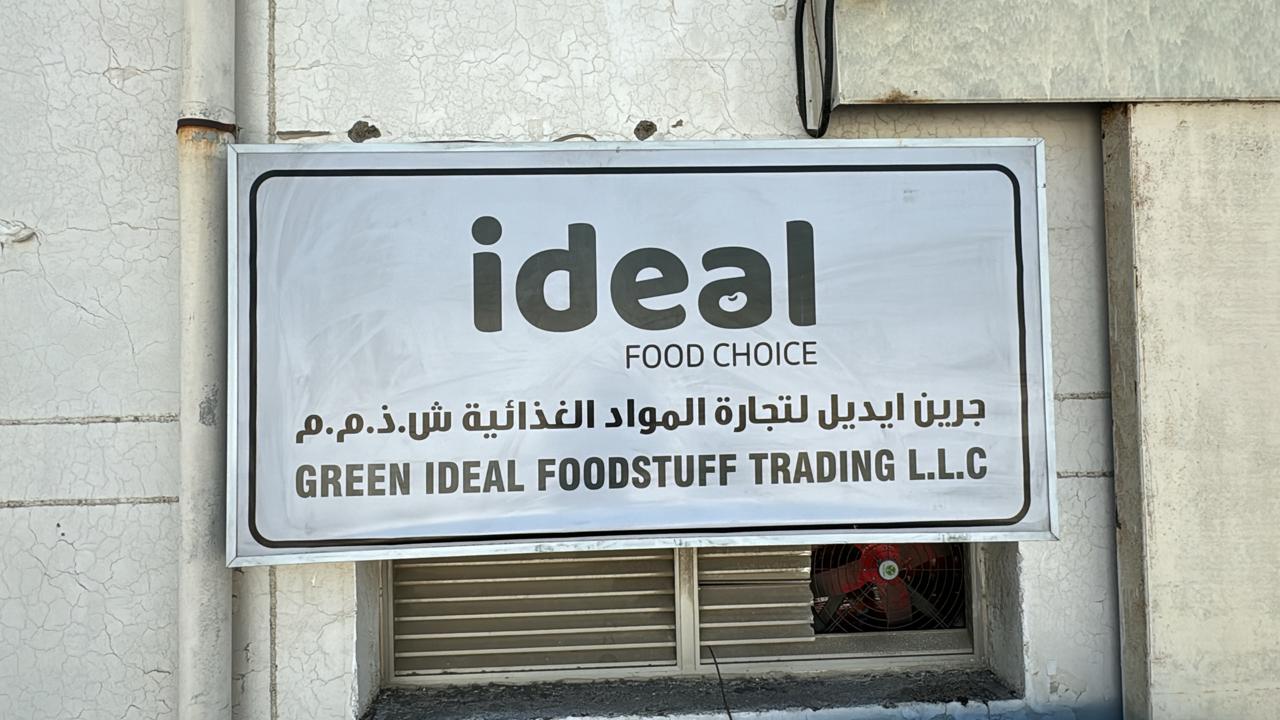 ideal
FOOD CHOICE
جرين ايديل لتجارة المواد الغذائية ش.ذ.م.م
GREEN IDEAL FOODSTUFF TRADING L.L.C